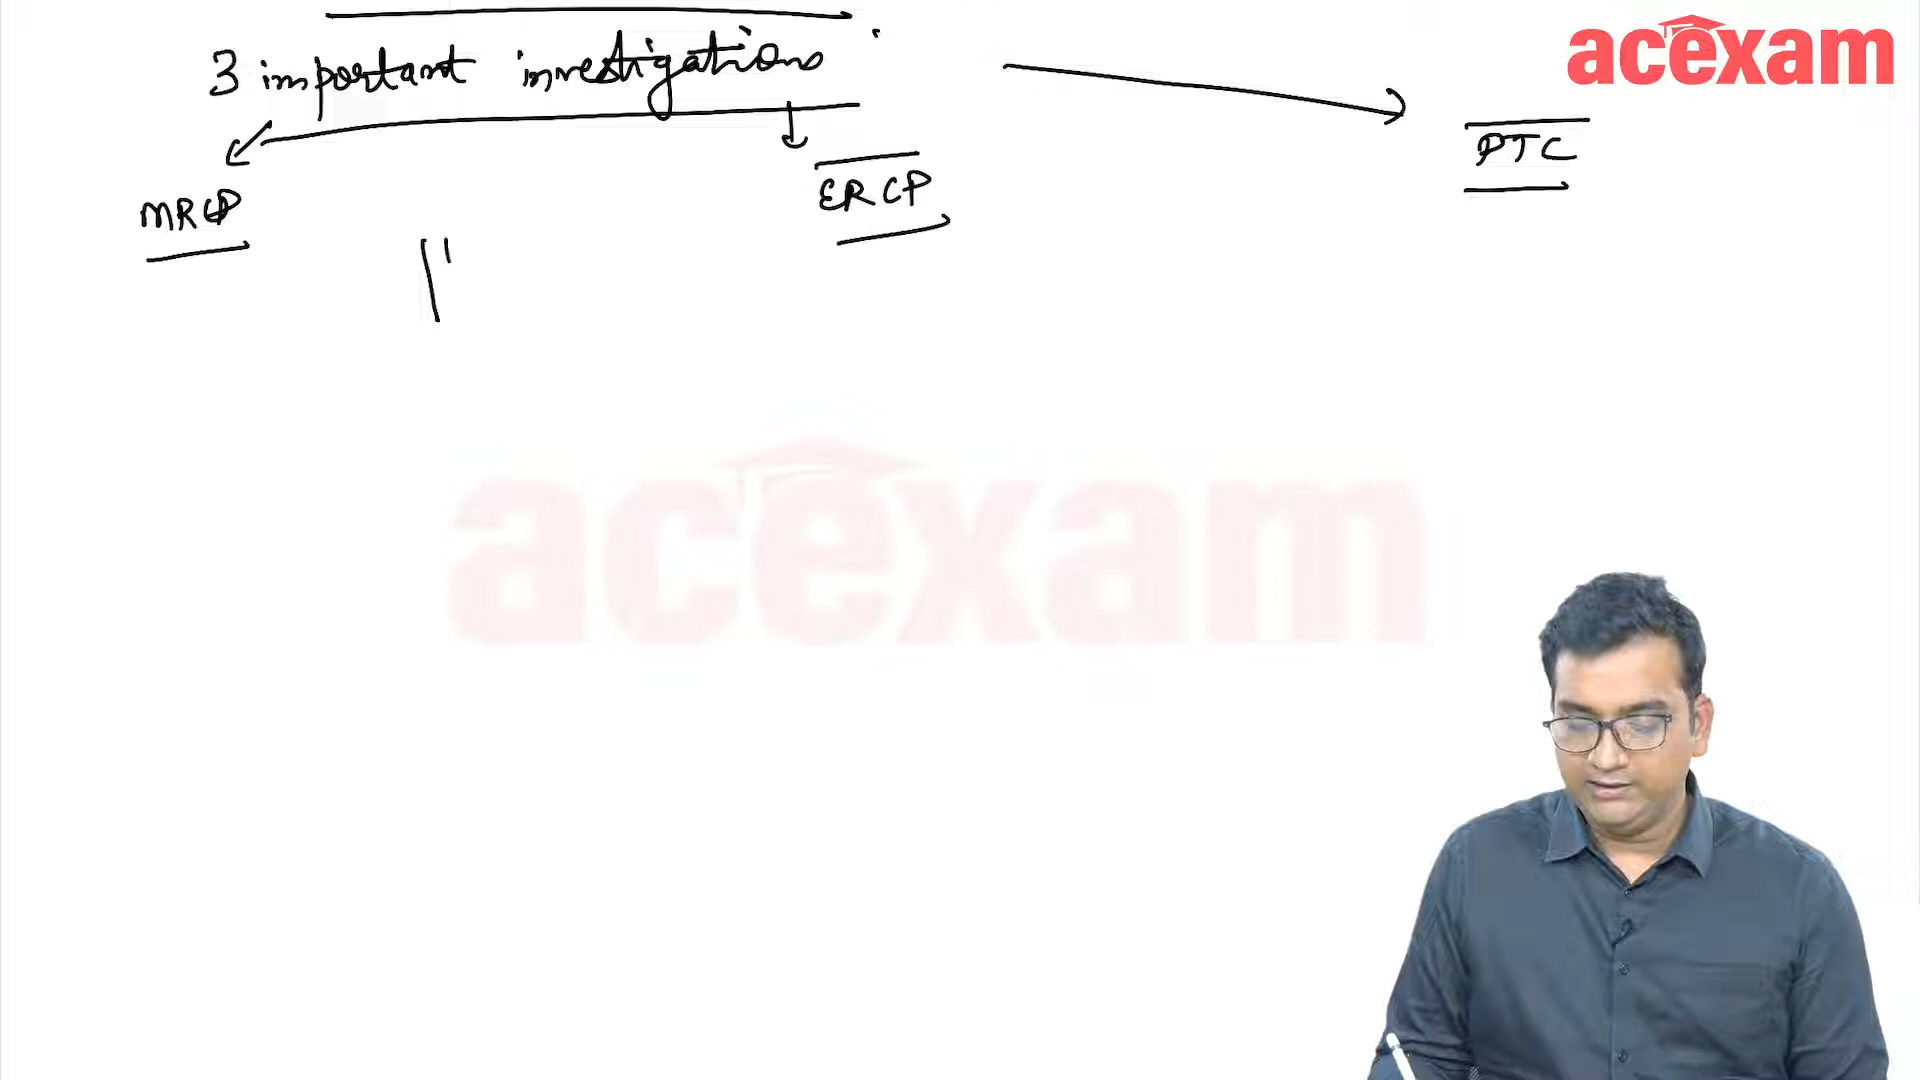 acexam
3 important investigations
PTC
ERCP
MRCP
acexam